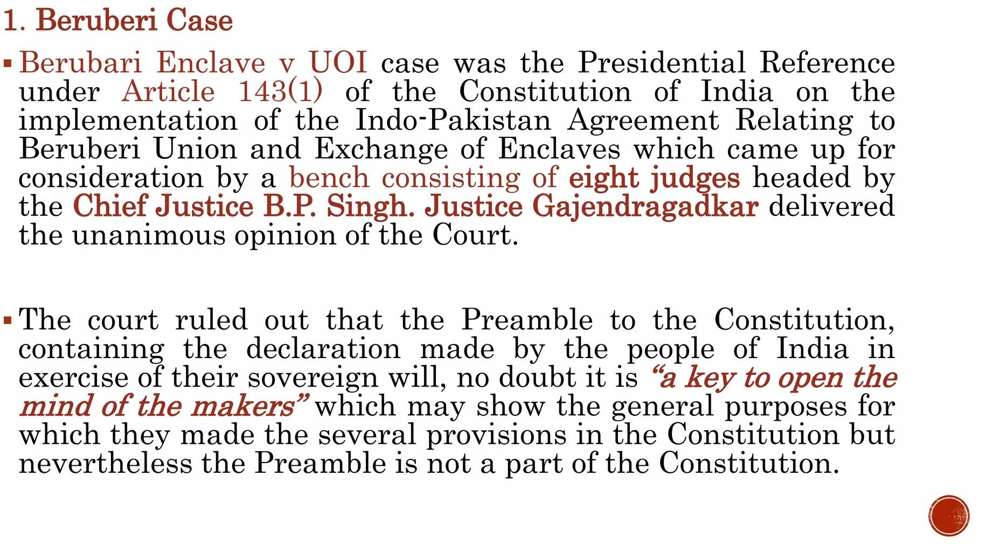 1. Beruberi Case
▪ Berubari Enclave v UOI case was the Presidential Reference
under Article 143(1) of the Constitution of India on the
implementation of the Indo-Pakistan Agreement Relating to
Beruberi Union and Exchange of Enclaves which came up for
consideration by a bench consisting of eight judges headed by
the Chief Justice B.P. Singh. Justice Gajendragadkar delivered
the unanimous opinion of the Court.
▪ The court ruled out that the Preamble to the Constitution,
containing the declaration made by the people of India in
exercise of their sovereign will, no doubt it is “a key to open the
mind of the makers” which may show the general purposes for
which they made the several provisions in the Constitution but
nevertheless the Preamble is not a part of the Constitution.